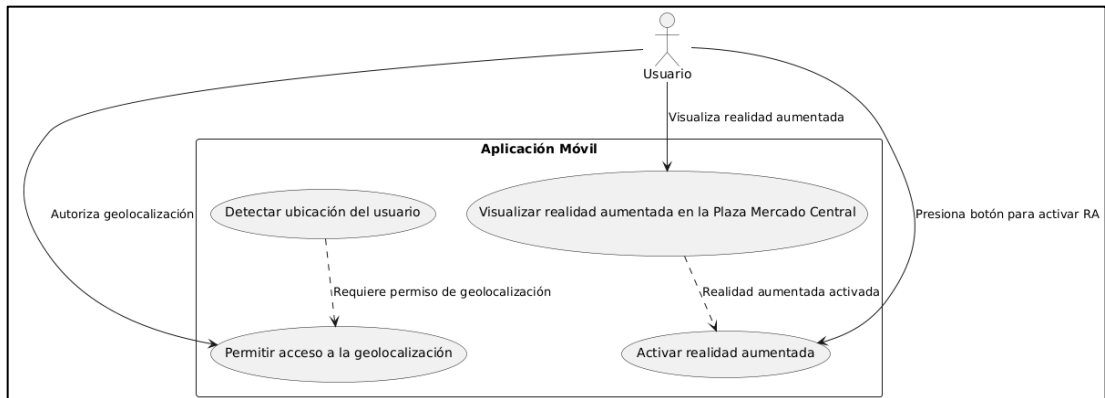 Usuario
Visualiza realidad aumentada
Aplicación Móvil
Autoriza geolocalización
Detectar ubicación del usuario
Visualizar realidad aumentada en la Plaza Mercado Central
Presiona botón para activar RA
Requiere permiso de geolocalización
Realidad aumentada activada
Permitir acceso a la geolocalización
Activar realidad aumentada